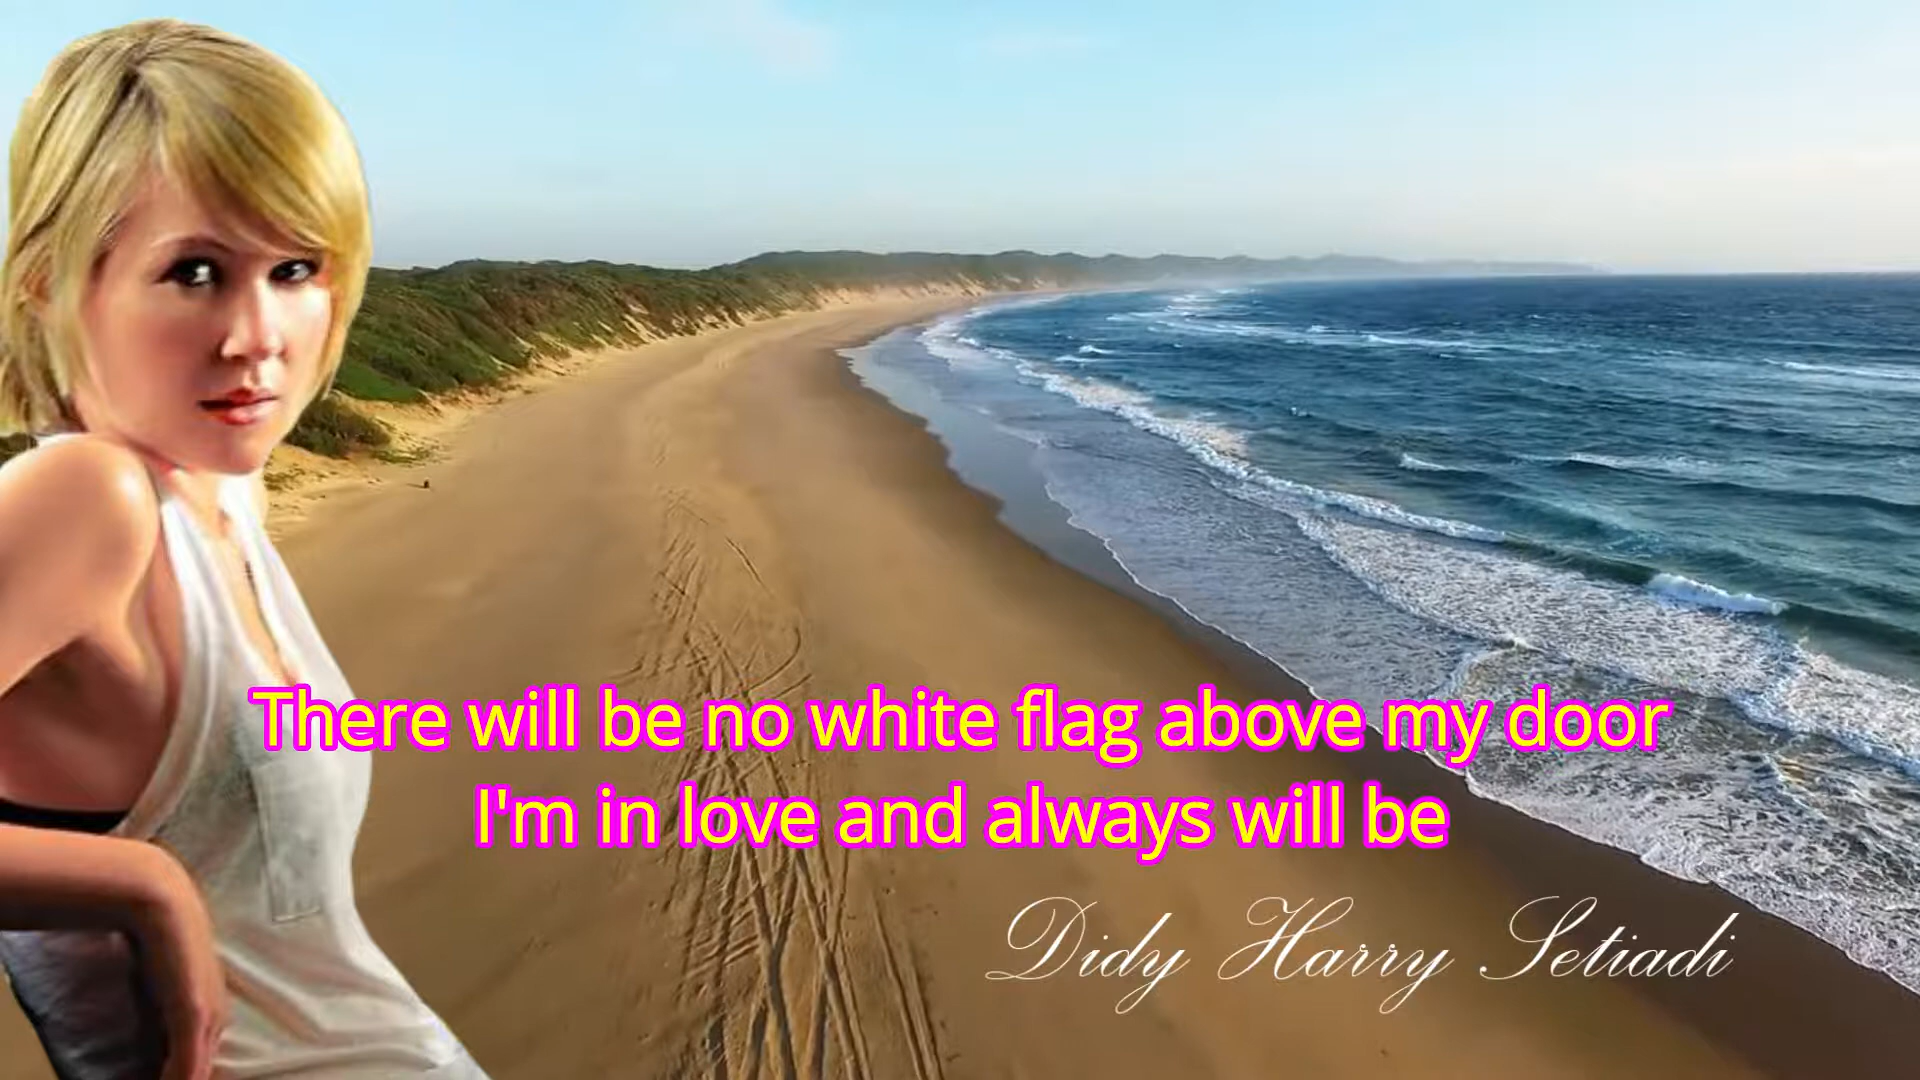 There will be no white flag above my door
I'm in love and always will be
Didy Harry Setiadi